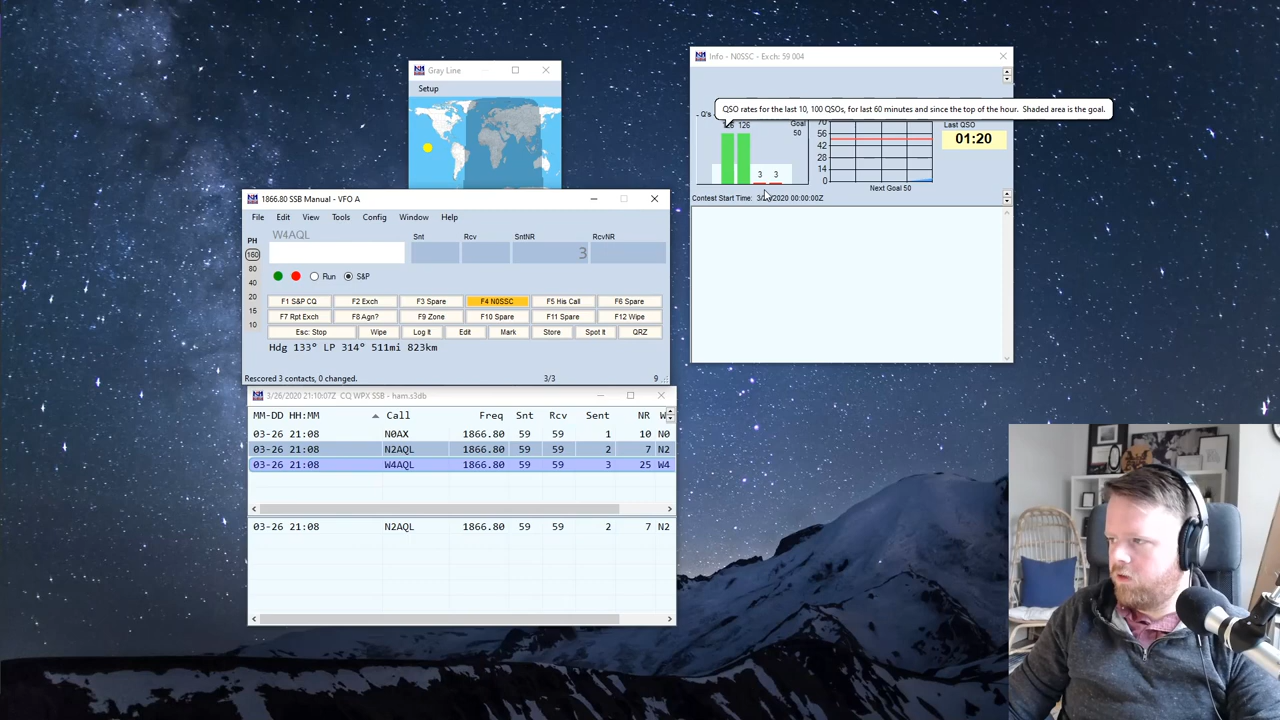 Gray Line
Setup
Info - N0SSC - Exch: 59 004
QSO rates for the last 10, 100 QSOs, for last 60 minutes and since the top of the hour. Shaded area is the goal.
Q's
126
3 3
Goal
50
70
56
42
28
14
0
Next Goal 50
Last QSO
01:20
Contest Start Time: 00:00:00Z
1866.80 SSB Manual - VFO A
File Edit View Tools Config Window Help
W4AQL
Snt Rcv SntNR RcvNR
3
PH
160
80
40
20
15
10
Run S&P
F1 S&P CQ F2 Exch F3 Spare F4 N0SSC F5 His Call F6 Spare
F7 Rpt Exch F8 Agn? F9 Zone F10 Spare F11 Spare F12 Wipe
Esc: Stop Wipe Log It Edit Mark Store Spot It QRZ
Hdg 133° LP 314° 511mi 823km
Rescored 3 contacts, 0 changed. 3/3 9
3/26/2020 21:10:07Z CQ WPX SSB - ham.s3db
MM-DD HH:MM Call Freq Snt Rcv Sent NR
03-26 21:08 N0AX 1866.80 59 59 1 10 N0
03-26 21:08 N2AQL 1866.80 59 59 2 7 N2
03-26 21:08 W4AQL 1866.80 59 59 3 25 W4
03-26 21:08 N2AQL 1866.80 59 59 2 7 N2